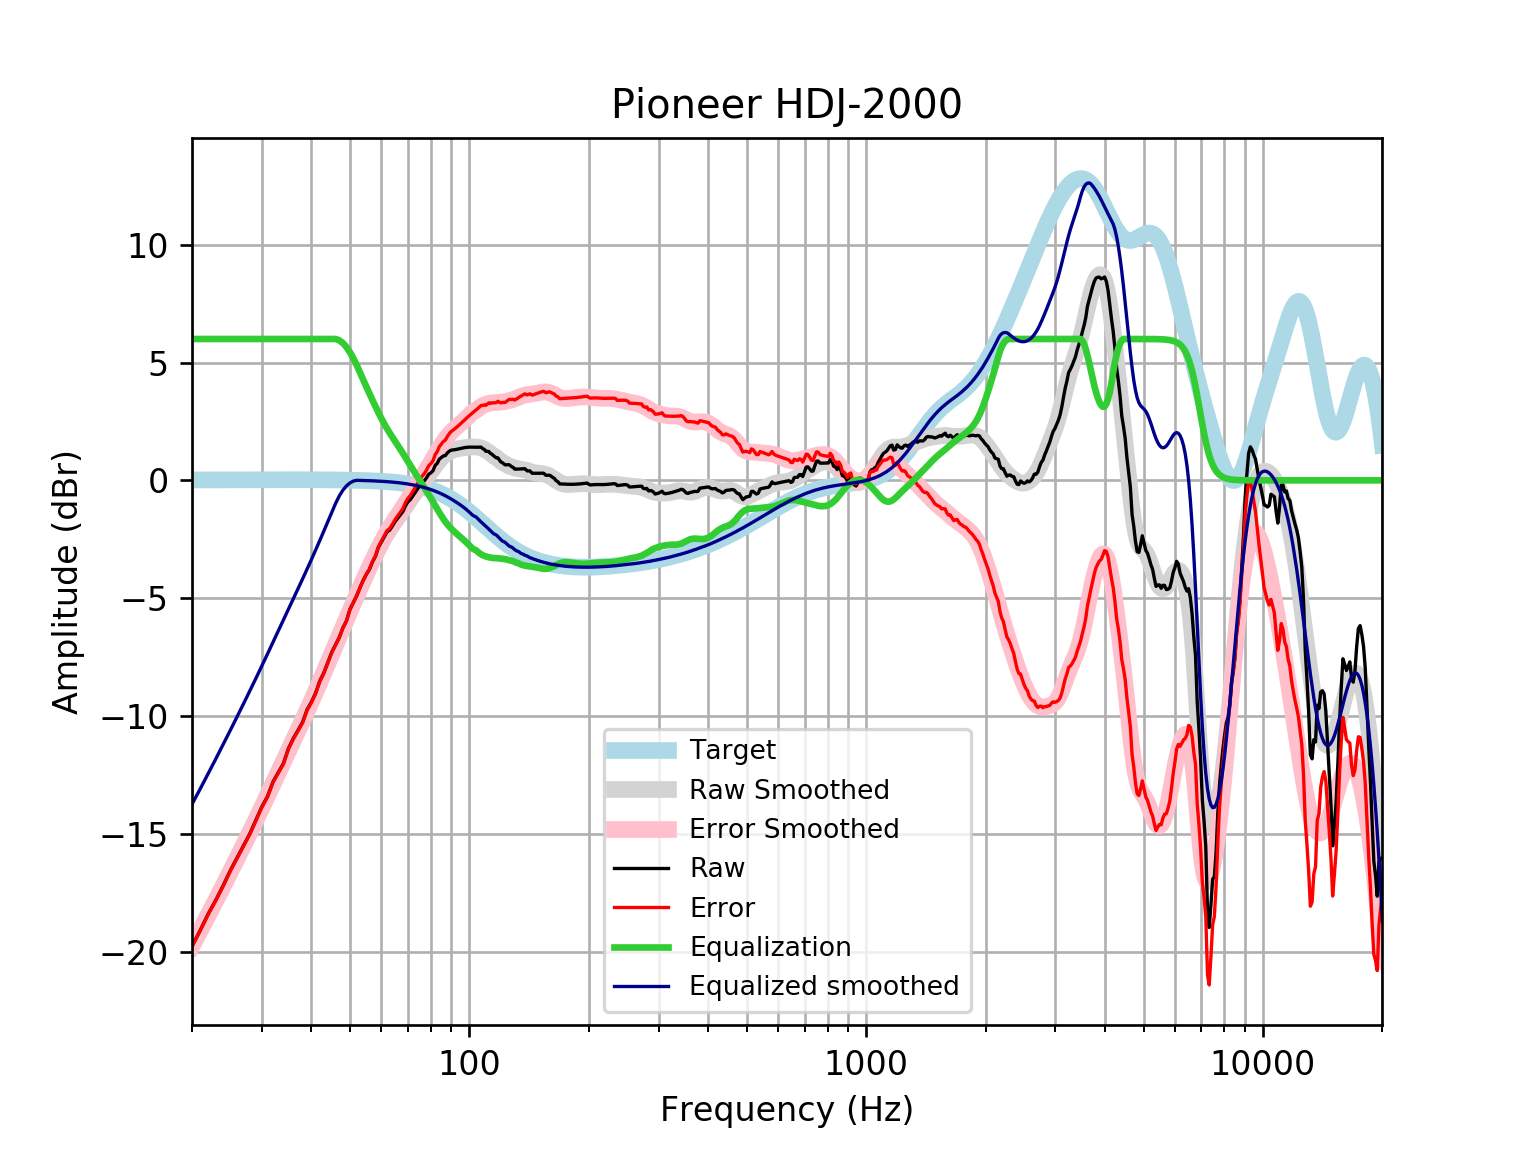 Pioneer HDJ-2000
10
5
0
−5
−10
−15
−20
Amplitude (dBr)
Target
Raw Smoothed
Error Smoothed
Raw
Error
Equalization
Equalized smoothed
100 1000 10000
Frequency (Hz)